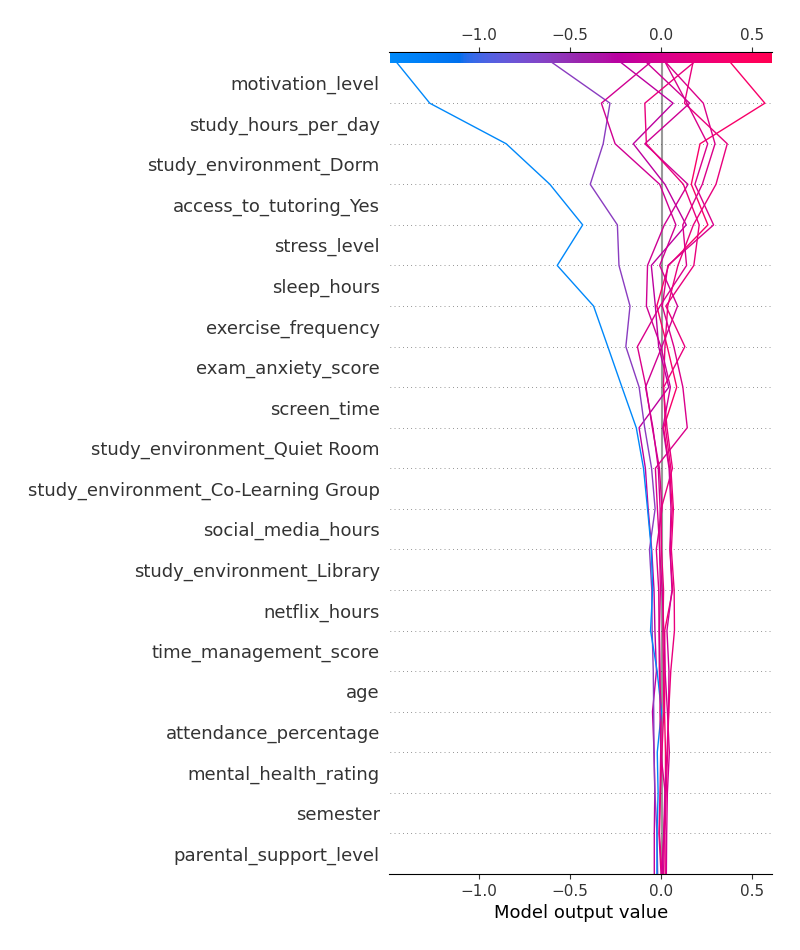 −1.0 −0.5 0.0 0.5
motivation_level
study_hours_per_day
study_environment_Dorm
access_to_tutoring_Yes
stress_level
sleep_hours
exercise_frequency
exam_anxiety_score
screen_time
study_environment_Quiet Room
study_environment_Co-Learning Group
social_media_hours
study_environment_Library
netflix_hours
time_management_score
age
attendance_percentage
mental_health_rating
semester
parental_support_level
−1.0 −0.5 0.0 0.5
Model output value